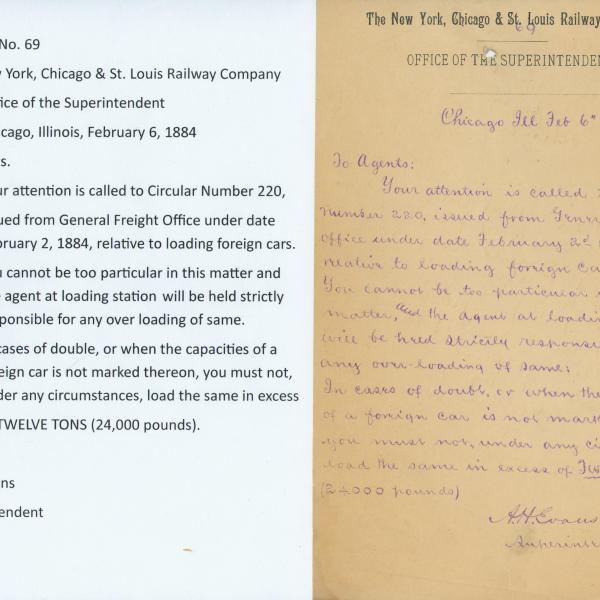 No. 69
York, Chicago & St. Louis Railway Company
ice of the Superintendent
cago, Illinois, February 6, 1884
s.
ur attention is called to Circular Number 220,
ued from General Freight Office under date
bruary 2, 1884, relative to loading foreign cars.
u cannot be too particular in this matter and
agent at loading station will be held strictly
ponsible for any over loading of same.
cases of double, or when the capacities of a
eign car is not marked thereon, you must not,
der any circumstances, load the same in excess
TWELVE TONS (24,000 pounds).
ns
endent
The New York, Chicago & St. Louis Railway
69
OFFICE OF THE SUPERINTENDEN
Chicago Ill Feb 6"
To Agents:
Your attention is called
Number 220, issued from Gener
office under date February 2d
relative to loading foreign ca
You cannot be too particular
matter, and the agent at loadin
will be held strictly respons
any over-loading of same:
In cases of doubt, or when the
of a foreign car is not mark
you must not, under any ci
load the same in excess of Tw
(24000 pounds)
A.H. Evans
Superin